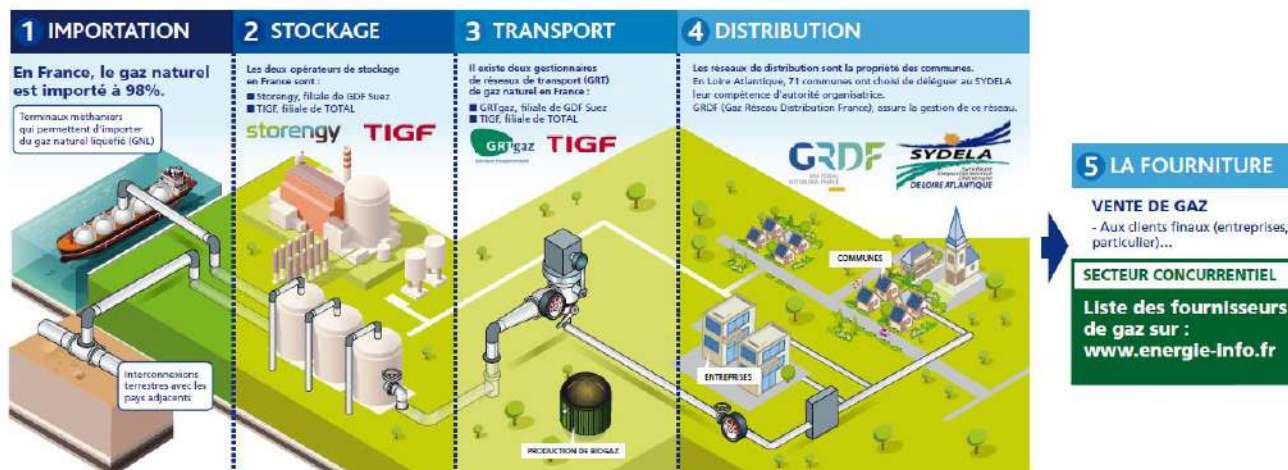 1 IMPORTATION
En France, le gaz naturel
est importé à 98%.
Terminaux méthaniers
qui permettent d'importer
du gaz naturel liquéfié (GNL)
Interconnexions
terrestres avec les
pays adjacents
2 STOCKAGE
Les deux opérateurs de stockage
en France sont :
■ Storengy, filiale de GDF Suez
■ TIGF, filiale de TOTAL
storengy TIGF
3 TRANSPORT
Il existe deux gestionnaires
de réseaux de transport (GRT)
de gaz naturel en France :
■ GRTgaz, filiale de GDF Suez
■ TIGF, filiale de TOTAL
GRTgaz TIGF
PRODUCTION DE BIOGAZ
4 DISTRIBUTION
Les réseaux de distribution sont la propriété des communes.
En Loire Atlantique, 71 communes ont choisi de déléguer au SYDELA
leur compétence d'autorité organisatrice.
GRDF (Gaz Réseau Distribution France), assure la gestion de ce réseau.
GRDF
SYDELA
DE LOIRE ATLANTIQUE
COMMUNES
ENTREPRISES
5 LA FOURNITURE
VENTE DE GAZ
- Aux clients finaux (entreprises,
particulier)...
SECTEUR CONCURRENTIEL
Liste des fournisseurs
de gaz sur :
www.energie-info.fr